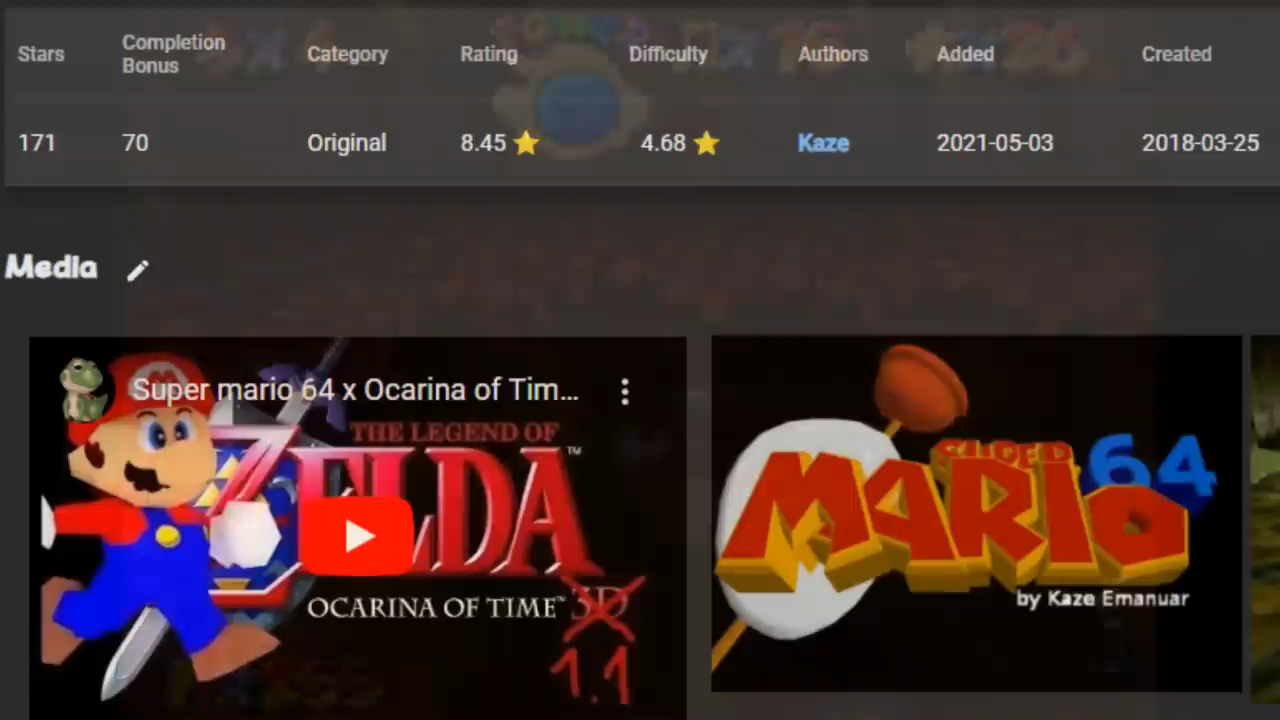 Stars Completion Bonus Category Rating Difficulty Authors Added Created
171 70 Original 8.45 4.68 Kaze 2021-05-03 2018-03-25
Media
Super mario 64 x Ocarina of Tim...
THE LEGEND OF
ZELDA™
OCARINA OF TIME™ 3D
1.1
SUPER
MARIO 64
by Kaze Emanuar